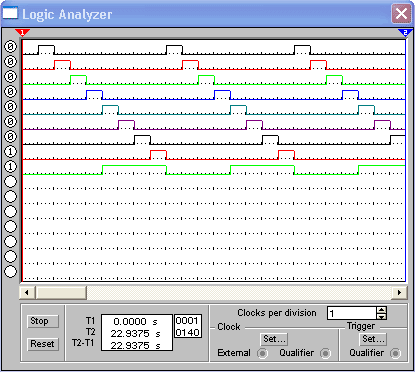 Logic Analyzer
1 2
0
0
0
0
0
0
0
1
1
Clocks per division 1
Stop
Reset
T1 0.0000 s 0001
T2 22.9375 s 0140
T2-T1 22.9375 s
Clock Trigger
Set... Set...
External Qualifier Qualifier